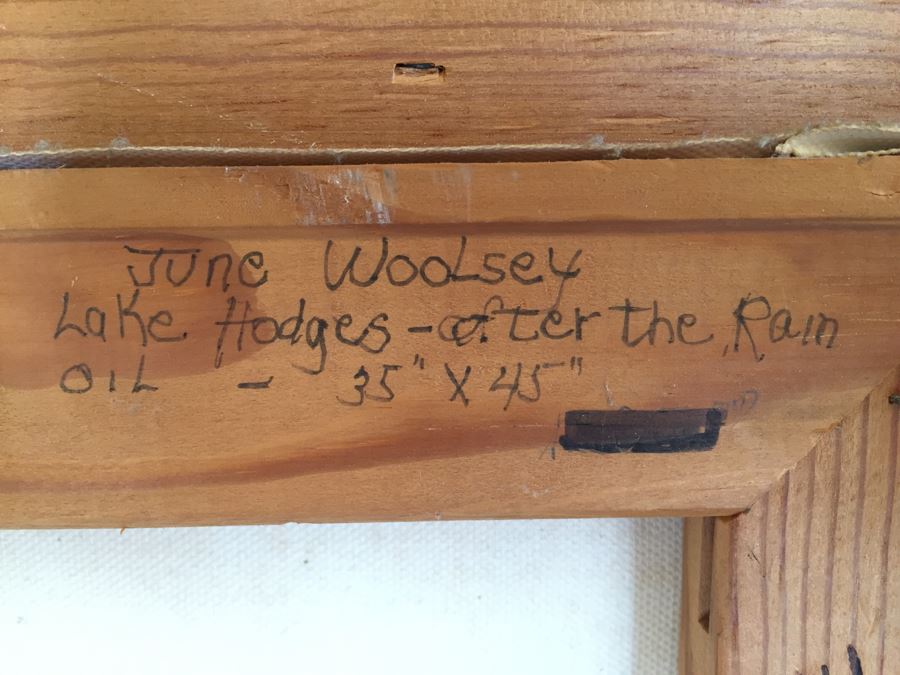 June Woolsey
Lake Hodges - after the Rain
OIL - 35" X 45"